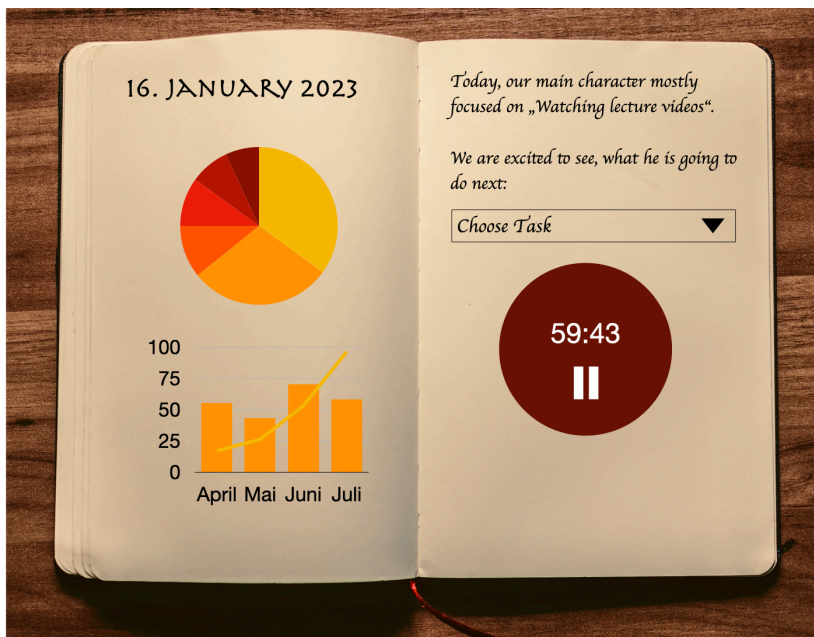 16. JANUARY 2023
100
75
50
25
0
April Mai Juni Juli
Today, our main character mostly
focused on „Watching lecture videos“.
We are excited to see, what he is going to
do next:
Choose Task
59:43